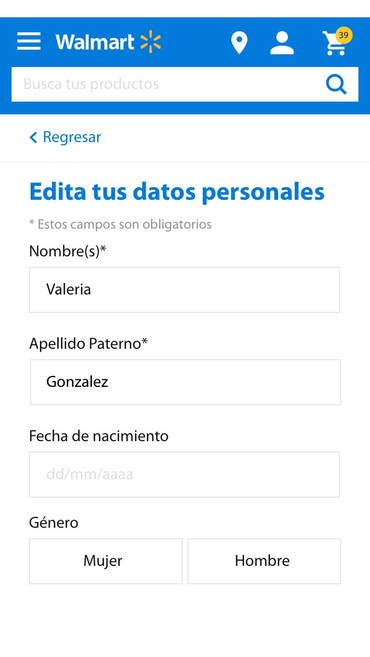 Walmart
39
Busca tus productos
Regresar
Edita tus datos personales
* Estos campos son obligatorios
Nombre(s)*
Valeria
Apellido Paterno*
Gonzalez
Fecha de nacimiento
dd/mm/aaaa
Género
Mujer Hombre